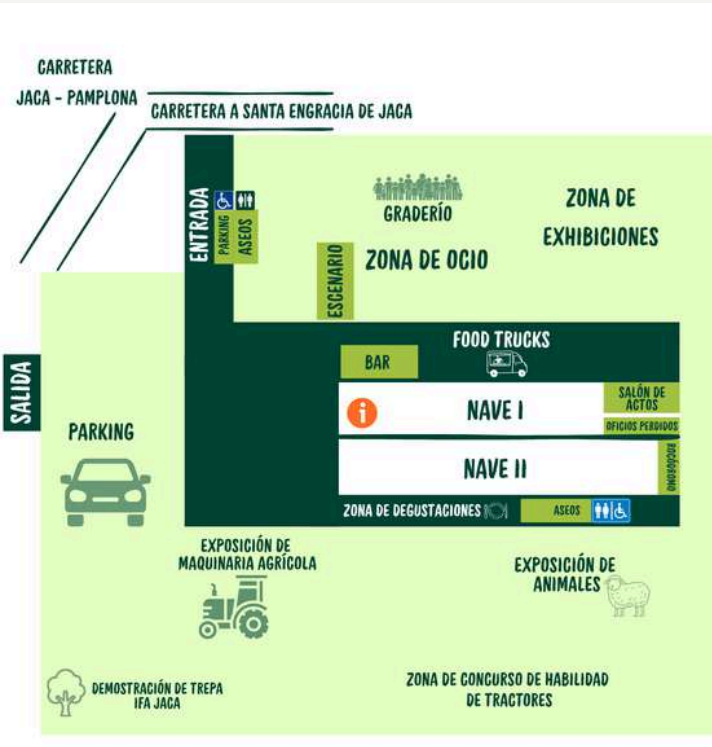 CARRETERA
JACA - PAMPLONA
CARRETERA A SANTA ENGRACIA DE JACA
ENTRADA
PARKING
ASEOS
GRADERÍO
ZONA DE
EXHIBICIONES
ESCENARIO
ZONA DE OCIO
FOOD TRUCKS
BAR
SALIDA
PARKING
i
NAVE I
SALÓN DE
ACTOS
OFICIOS PERDIDOS
NAVE II
ROCÓDROMO
ZONA DE DEGUSTACIONES
ASEOS
EXPOSICIÓN DE
MAQUINARIA AGRÍCOLA
EXPOSICIÓN DE
ANIMALES
DEMOSTRACIÓN DE TREPA
IFA JACA
ZONA DE CONCURSO DE HABILIDAD
DE TRACTORES